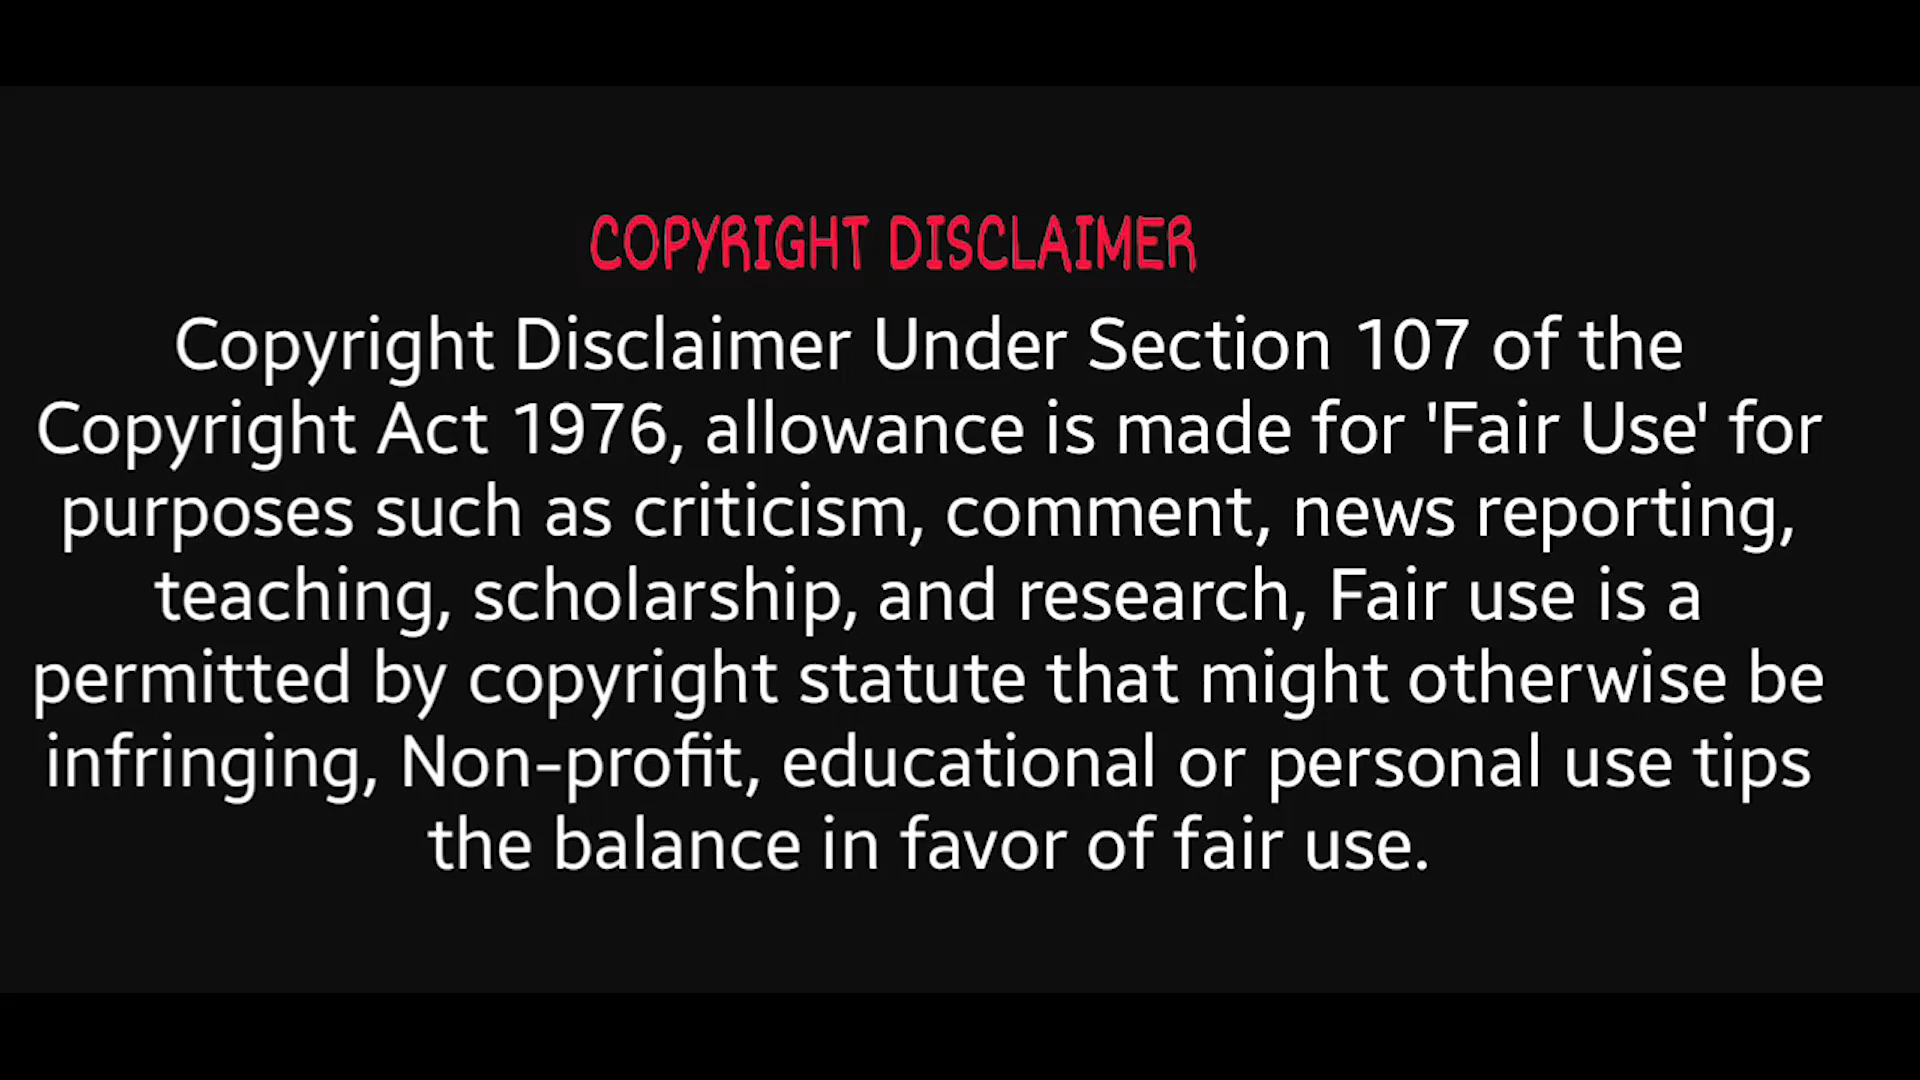 COPYRIGHT DISCLAIMER
Copyright Disclaimer Under Section 107 of the
Copyright Act 1976, allowance is made for 'Fair Use' for
purposes such as criticism, comment, news reporting,
teaching, scholarship, and research, Fair use is a
permitted by copyright statute that might otherwise be
infringing, Non-profit, educational or personal use tips
the balance in favor of fair use.